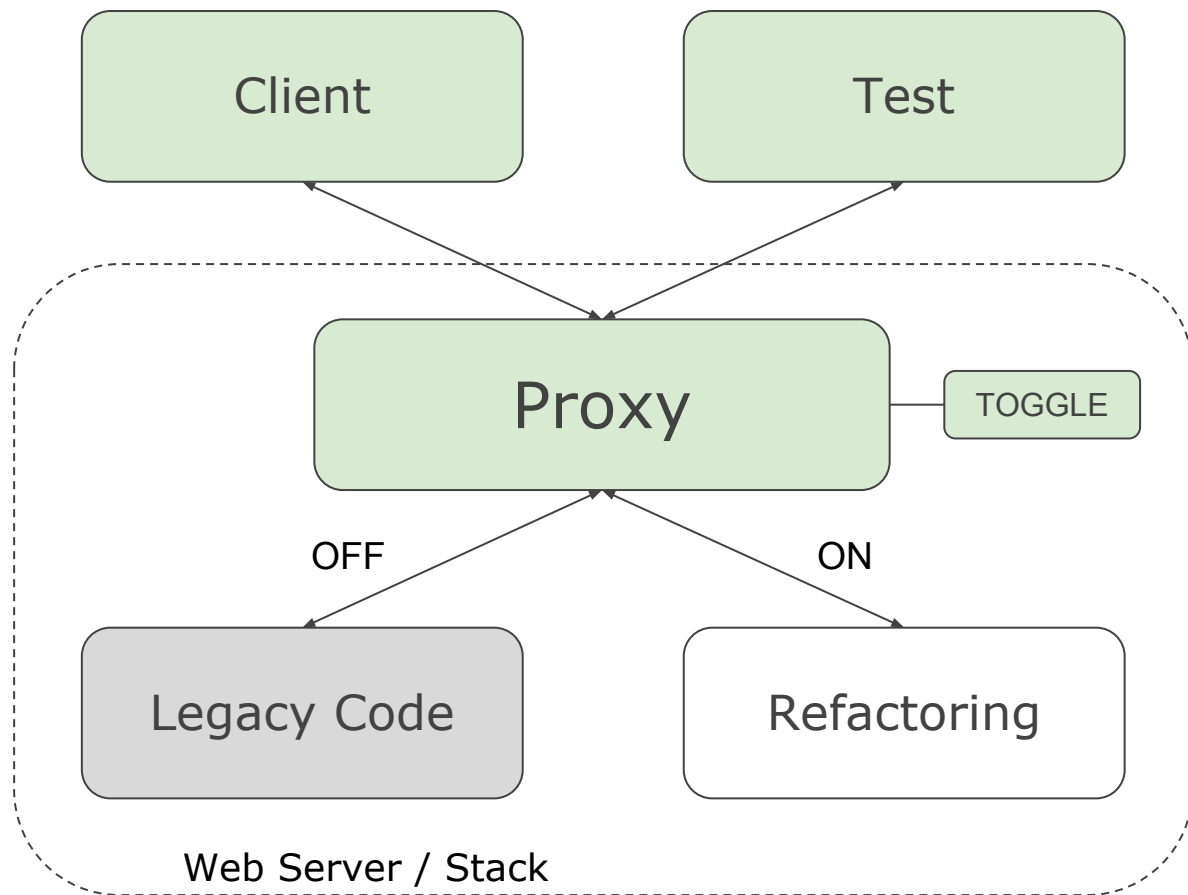 Client
Test
Proxy
TOGGLE
OFF
ON
Legacy Code
Refactoring
Web Server / Stack